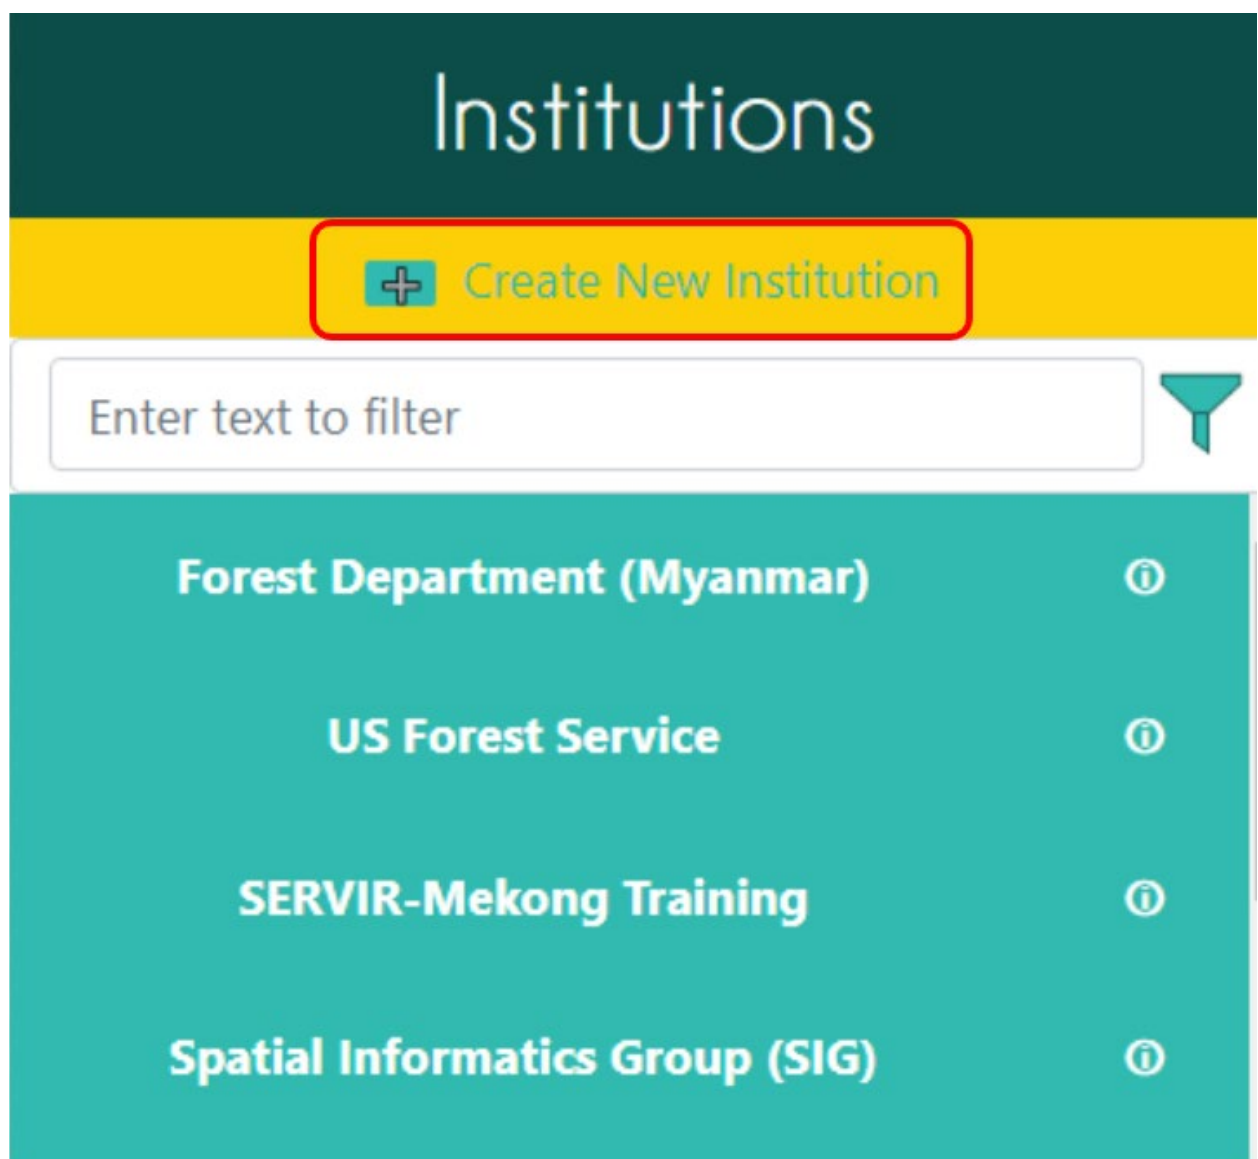 Institutions
Create New Institution
Enter text to filter
Forest Department (Myanmar)
US Forest Service
SERVIR-Mekong Training
Spatial Informatics Group (SIG)